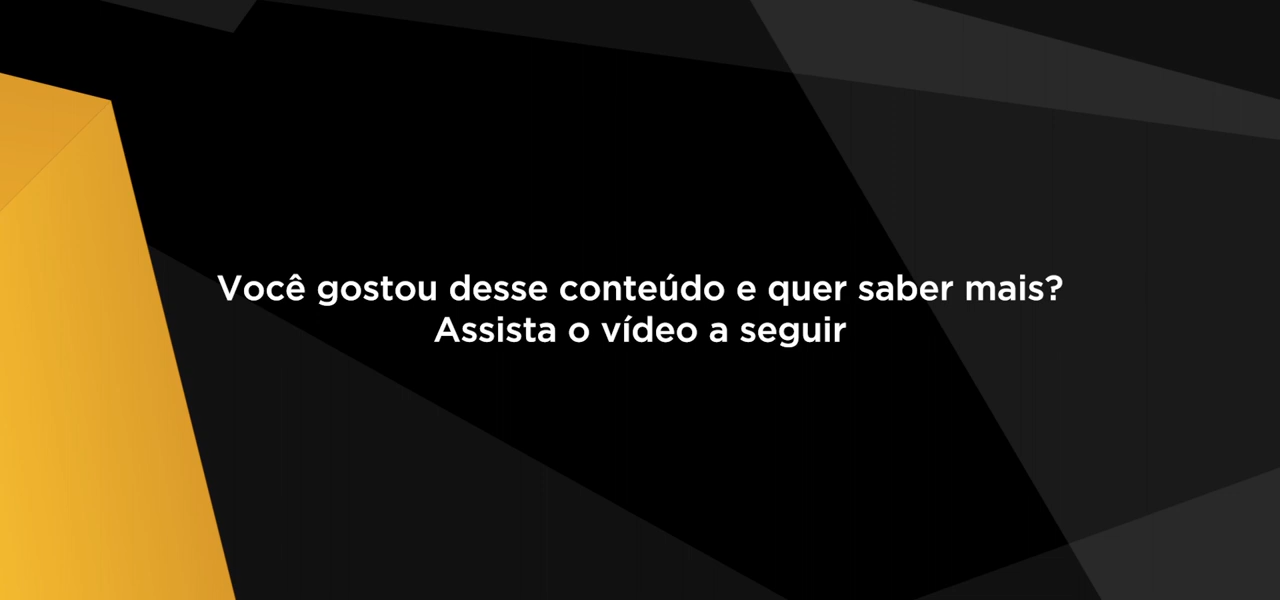 Você gostou desse conteúdo e quer saber mais?
Assista o vídeo a seguir